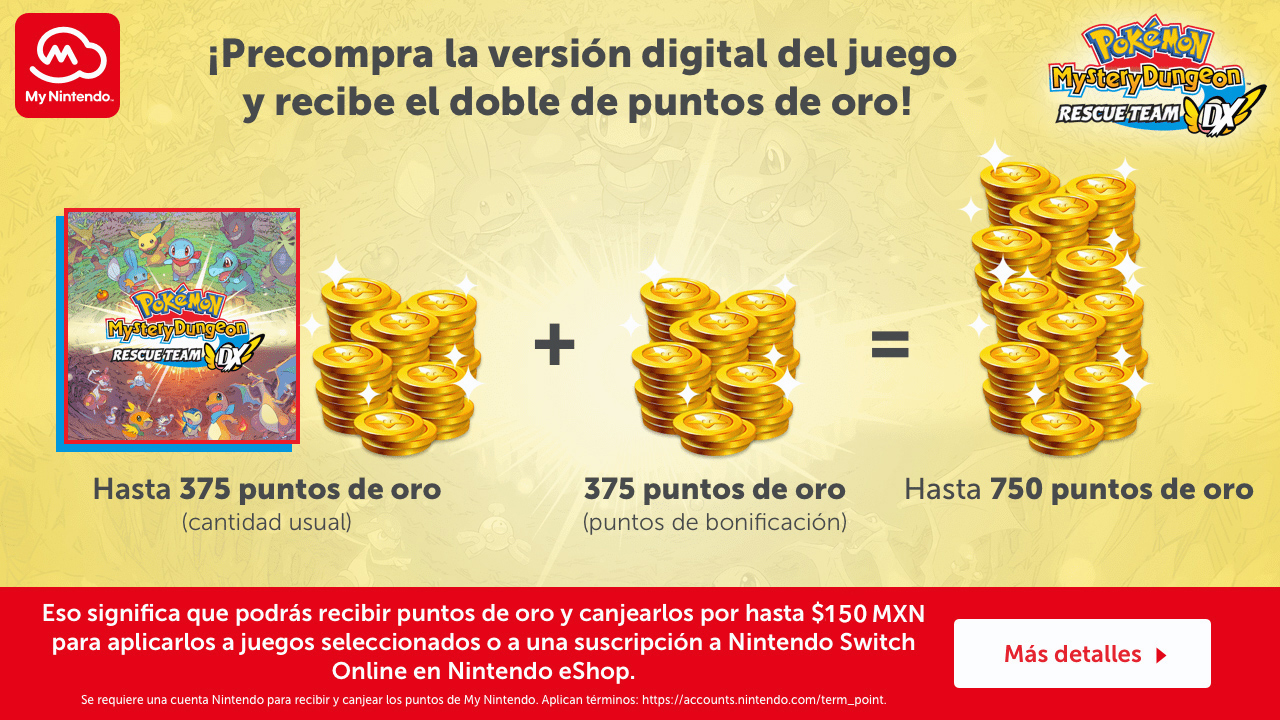 My Nintendo™
¡Precompra la versión digital del juego
y recibe el doble de puntos de oro!
POKÉMON
Mystery Dungeon™
RESCUE TEAM DX
POKÉMON
Mystery Dungeon
RESCUE TEAM DX
+
=
Hasta 375 puntos de oro
(cantidad usual)
375 puntos de oro
(puntos de bonificación)
Hasta 750 puntos de oro
Eso significa que podrás recibir puntos de oro y canjearlos por hasta $150 MXN
para aplicarlos a juegos seleccionados o a una suscripción a Nintendo Switch
Online en Nintendo eShop.
Se requiere una cuenta Nintendo para recibir y canjear los puntos de My Nintendo. Aplican términos: https://accounts.nintendo.com/term_point.
Más detalles